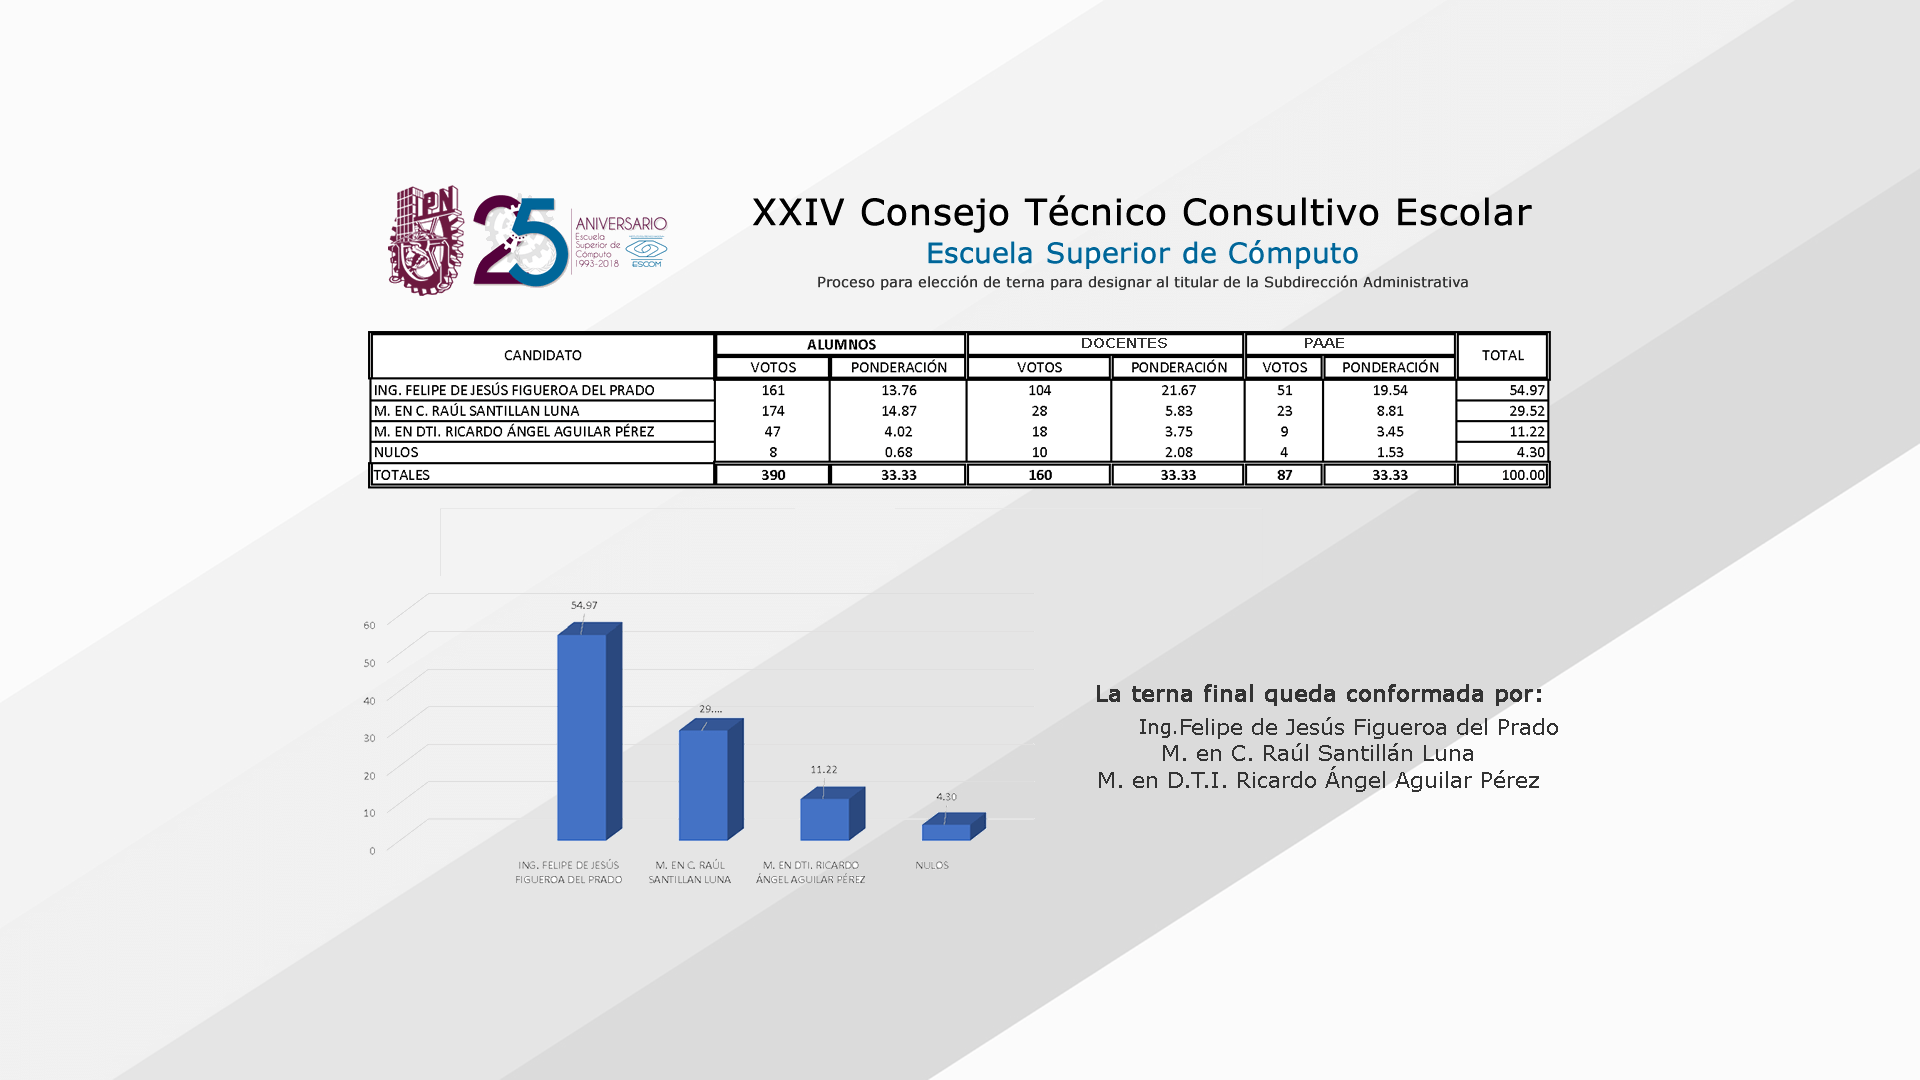 IPN
25
ANIVERSARIO
Escuela
Superior de
Cómputo
1993-2018
ESCOM
XXIV Consejo Técnico Consultivo Escolar
Escuela Superior de Cómputo
Proceso para elección de terna para designar al titular de la Subdirección Administrativa
CANDIDATO ALUMNOS DOCENTES PAAE TOTAL
VOTOS PONDERACIÓN VOTOS PONDERACIÓN VOTOS PONDERACIÓN
ING. FELIPE DE JESÚS FIGUEROA DEL PRADO 161 13.76 104 21.67 51 19.54 54.97
M. EN C. RAÚL SANTILLAN LUNA 174 14.87 28 5.83 23 8.81 29.52
M. EN DTI. RICARDO ÁNGEL AGUILAR PÉREZ 47 4.02 18 3.75 9 3.45 11.22
NULOS 8 0.68 10 2.08 4 1.53 4.30
TOTALES 390 33.33 160 33.33 87 33.33 100.00
60
50
40
30
20
10
0
54.97
29....
11.22
4.30
ING. FELIPE DE JESÚS
FIGUEROA DEL PRADO
M. EN C. RAÚL
SANTILLAN LUNA
M. EN DTI. RICARDO
ÁNGEL AGUILAR PÉREZ
NULOS
La terna final queda conformada por:
Ing.Felipe de Jesús Figueroa del Prado
M. en C. Raúl Santillán Luna
M. en D.T.I. Ricardo Ángel Aguilar Pérez